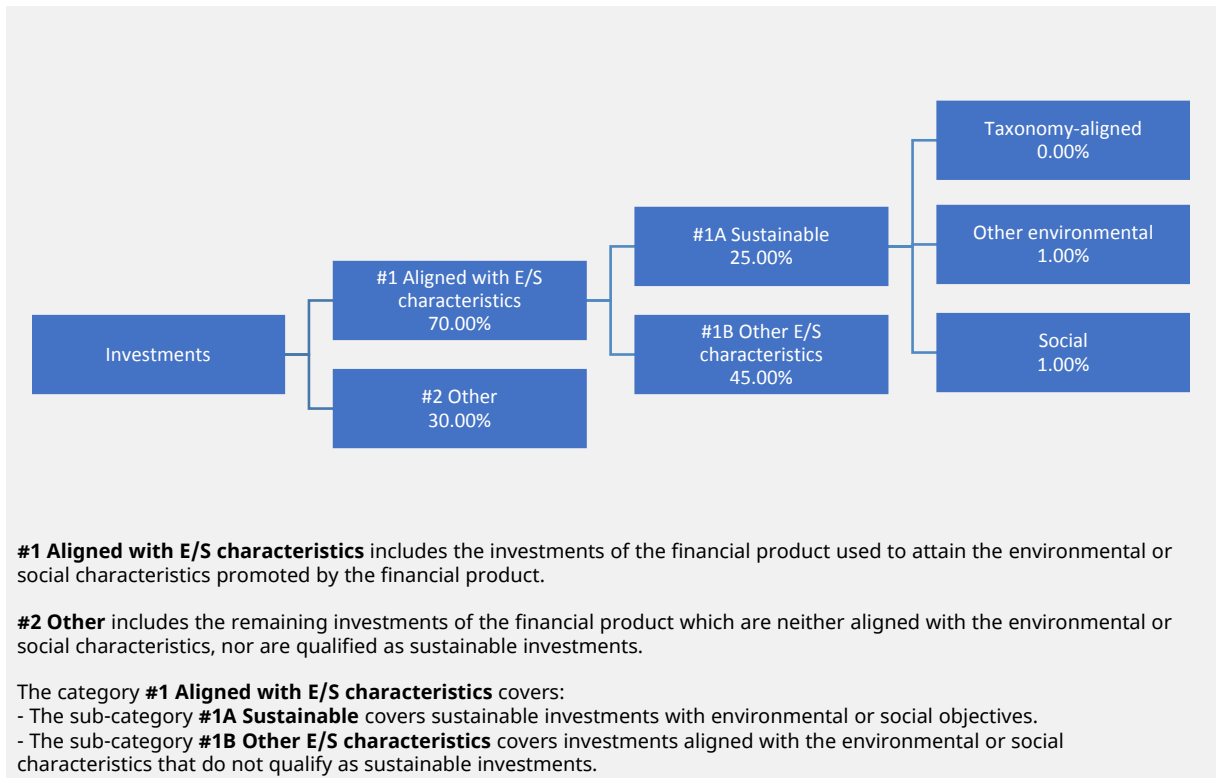 Investments
#1 Aligned with E/S
characteristics
70.00%
#2 Other
30.00%
#1A Sustainable
25.00%
#1B Other E/S
characteristics
45.00%
Taxonomy-aligned
0.00%
Other environmental
1.00%
Social
1.00%
#1 Aligned with E/S characteristics includes the investments of the financial product used to attain the environmental or
social characteristics promoted by the financial product.
#2 Other includes the remaining investments of the financial product which are neither aligned with the environmental or
social characteristics, nor are qualified as sustainable investments.
The category #1 Aligned with E/S characteristics covers:
- The sub-category #1A Sustainable covers sustainable investments with environmental or social objectives.
- The sub-category #1B Other E/S characteristics covers investments aligned with the environmental or social
characteristics that do not qualify as sustainable investments.